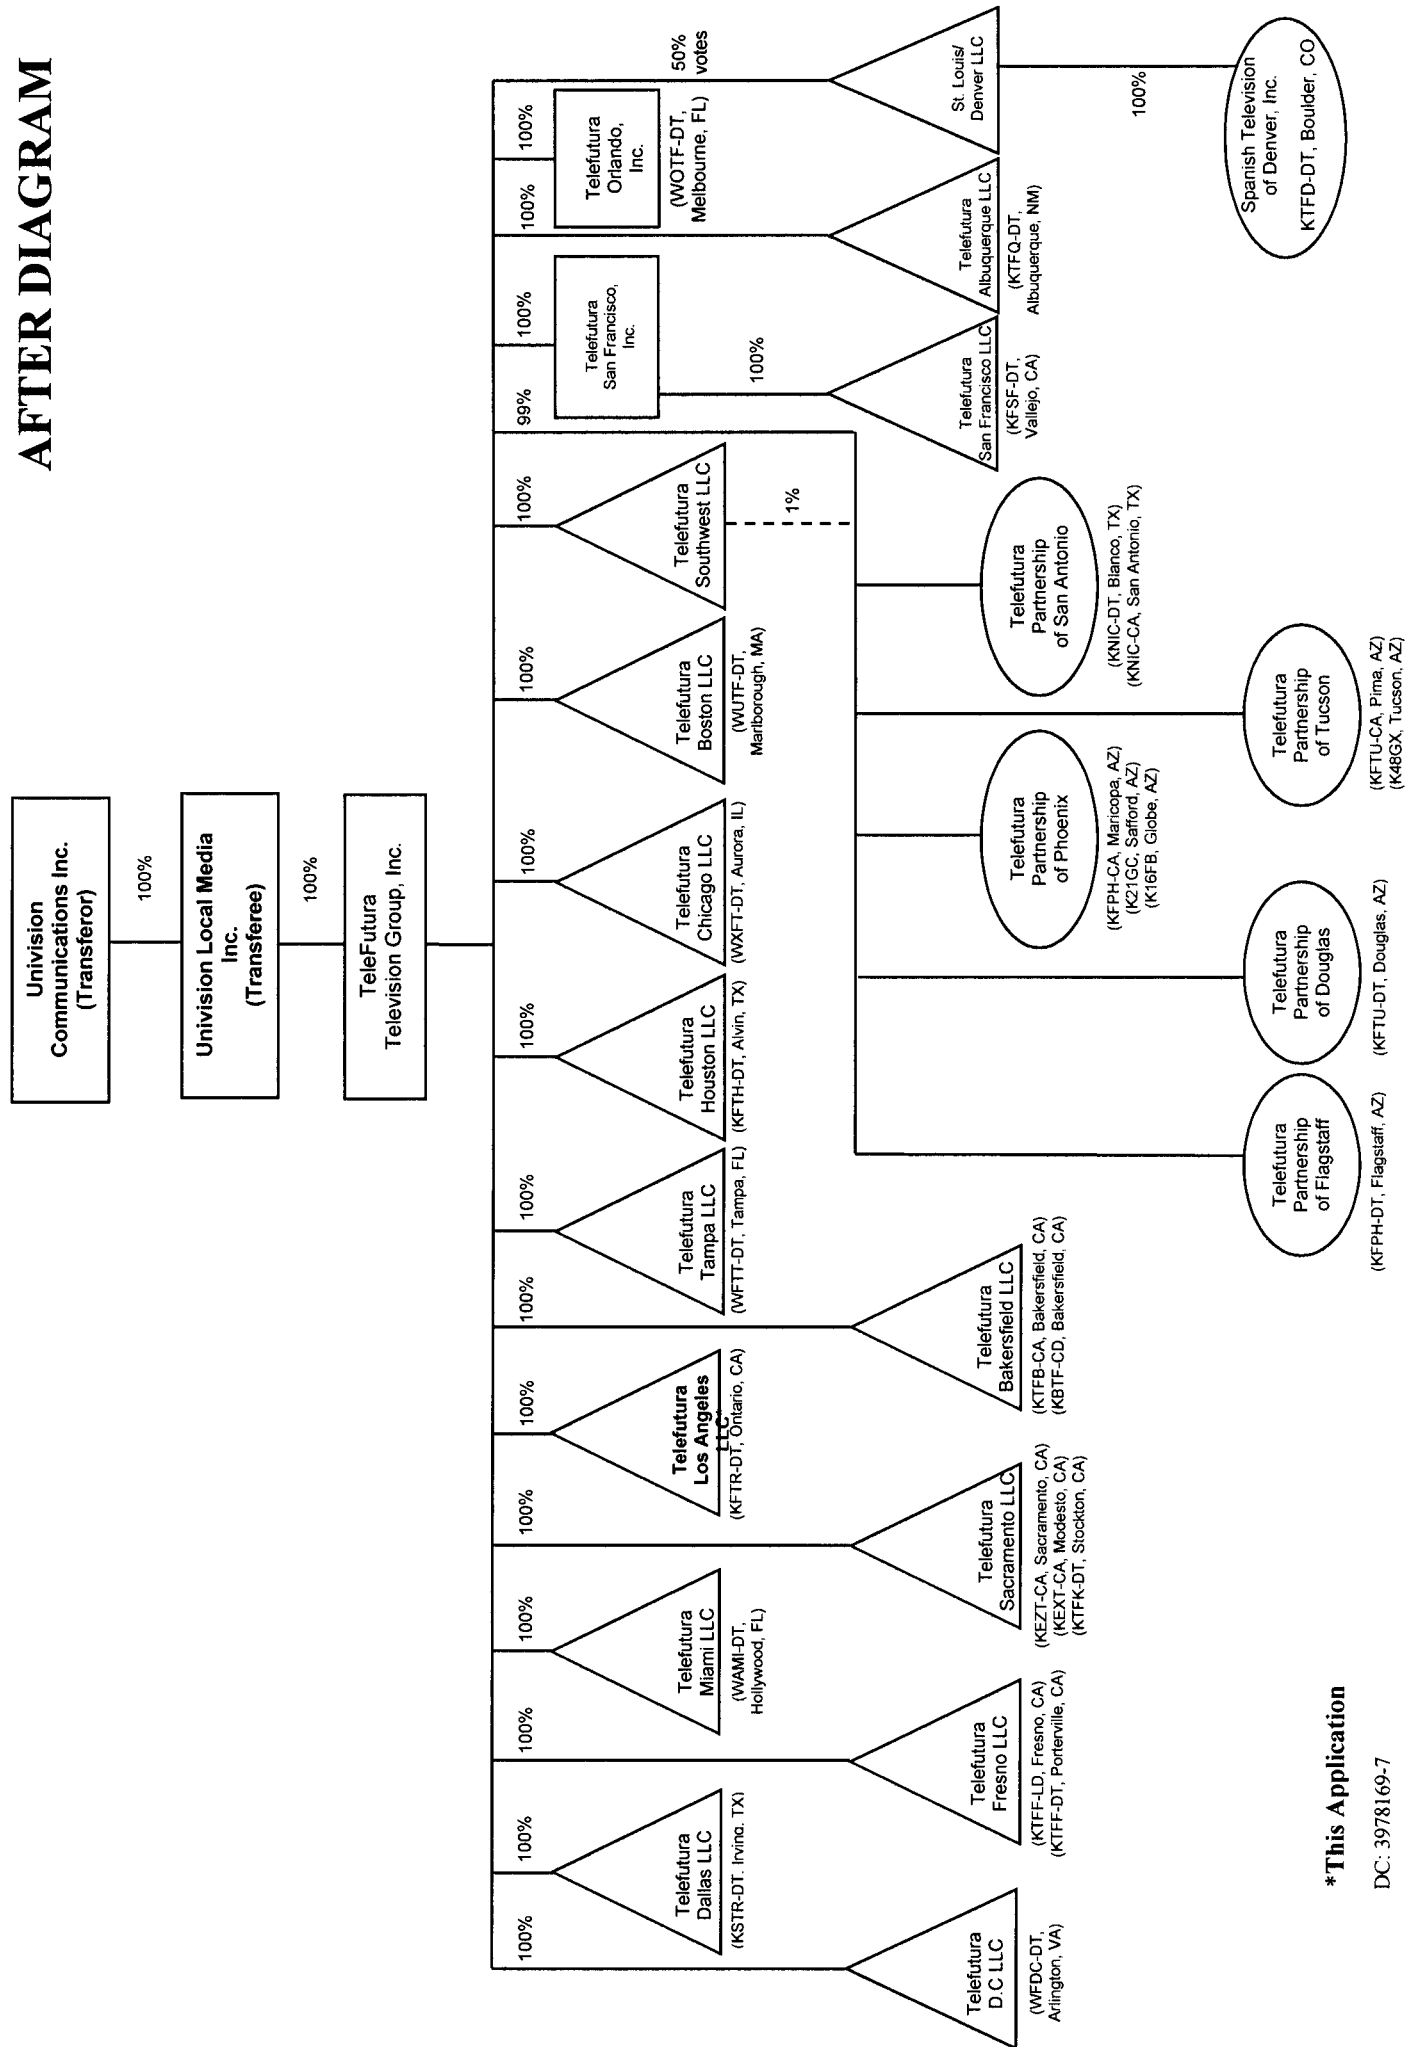 AFTER DIAGRAM
Univision
Communications Inc.
(Transferor)
100%
Univision Local Media
Inc.
(Transferee)
100%
TeleFutura
Television Group, Inc.
100%
Telefutura
D.C LLC
(WFDC-DT,
Arlington, VA)
100%
Telefutura
Dallas LLC
(KSTR-DT. Irving. TX)
100%
Telefutura
Fresno LLC
(KTFF-LD, Fresno, CA)
(KTFF-DT, Porterville, CA)
100%
Telefutura
Miami LLC
(WAMI-DT,
Hollywood, FL)
100%
Telefutura
Sacramento LLC
(KEZT-CA, Sacramento, CA)
(KEXT-CA, Modesto, CA)
(KTFK-DT, Stockton, CA)
100%
Telefutura
Los Angeles
LLC
(KFTR-DT, Ontario, CA)
100%
Telefutura
Bakersfield LLC
(KTFB-CA, Bakersfield, CA)
(KBTF-CD, Bakersfield, CA)
100%
Telefutura
Tampa LLC
(WFTT-DT, Tampa, FL)
100%
Telefutura
Houston LLC
(KFTH-DT, Alvin, TX)
100%
Telefutura
Chicago LLC
(WXFT-DT, Aurora, IL)
100%
Telefutura
Boston LLC
(WUTF-DT,
Marlborough, MA)
100%
Telefutura
Southwest LLC
1%
99%
Telefutura
Partnership
of Flagstaff
(KFPH-DT, Flagstaff, AZ)
Telefutura
Partnership
of Douglas
(KFTU-DT, Douglas, AZ)
Telefutura
Partnership
of Phoenix
(KFPH-CA, Maricopa, AZ)
(K21GC, Safford, AZ)
(K16FB, Globe, AZ)
Telefutura
Partnership
of Tucson
(KFTU-CA, Pima, AZ)
(K48GX, Tucson, AZ)
Telefutura
Partnership
of San Antonio
(KNIC-DT, Blanco, TX)
(KNIC-CA, San Antonio, TX)
100%
Telefutura
San Francisco,
Inc.
100%
Telefutura
San Francisco LLC
(KFSF-DT,
Vallejo, CA)
100%
Telefutura
Albuquerque LLC
(KTFQ-DT,
Albuquerque, NM)
100%
Telefutura
Orlando,
Inc.
(WOTF-DT,
Melbourne, FL)
50%
votes
St. Louis/
Denver LLC
100%
Spanish Television
of Denver, Inc.
KTFD-DT, Boulder, CO
*This Application
DC: 3978169-7